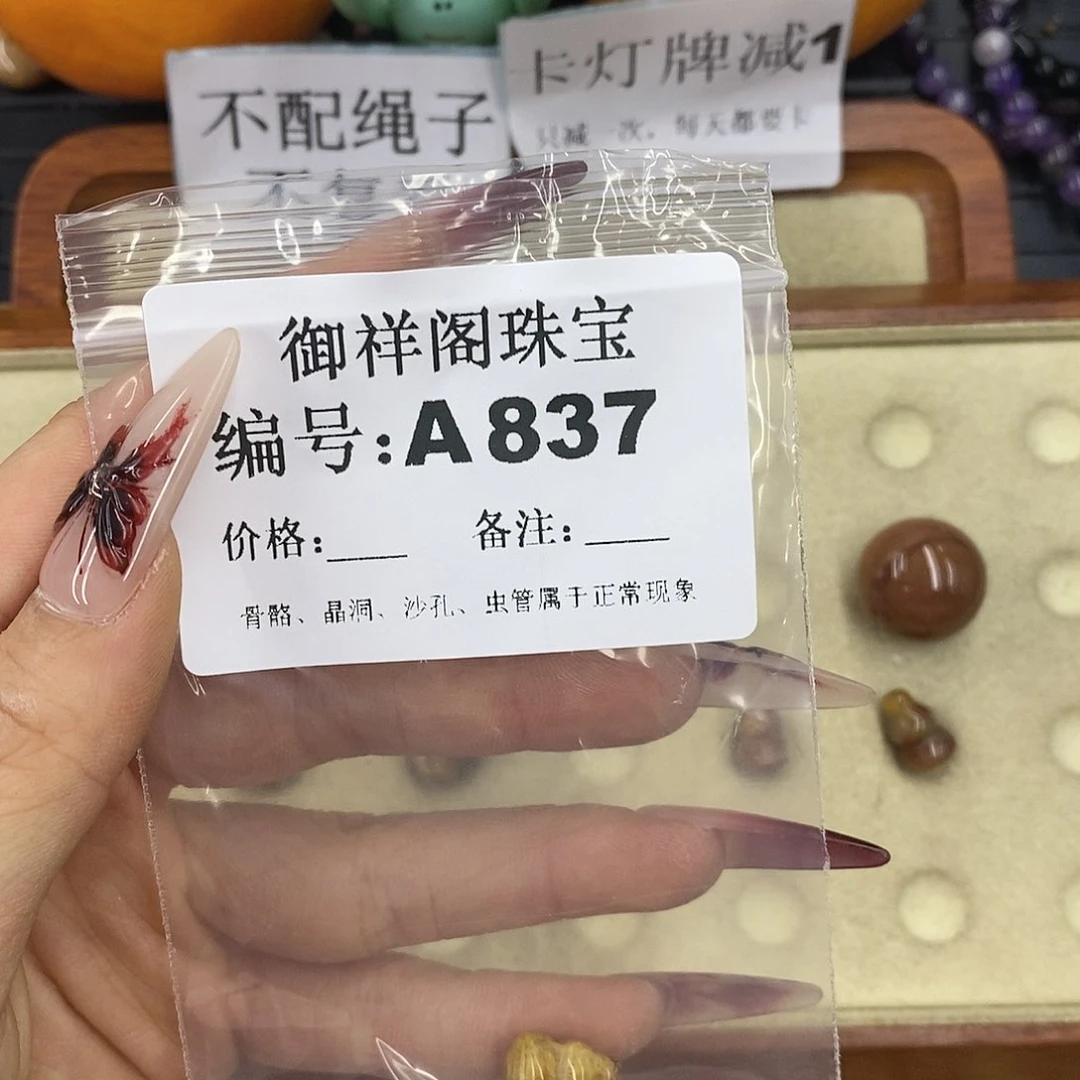 不配绳子
卡灯牌减1
只减一次，每天都要卡
御祥阁珠宝
编号:A837
价格:___ 备注:___
骨骼、晶洞、沙孔、虫管属于正常现象